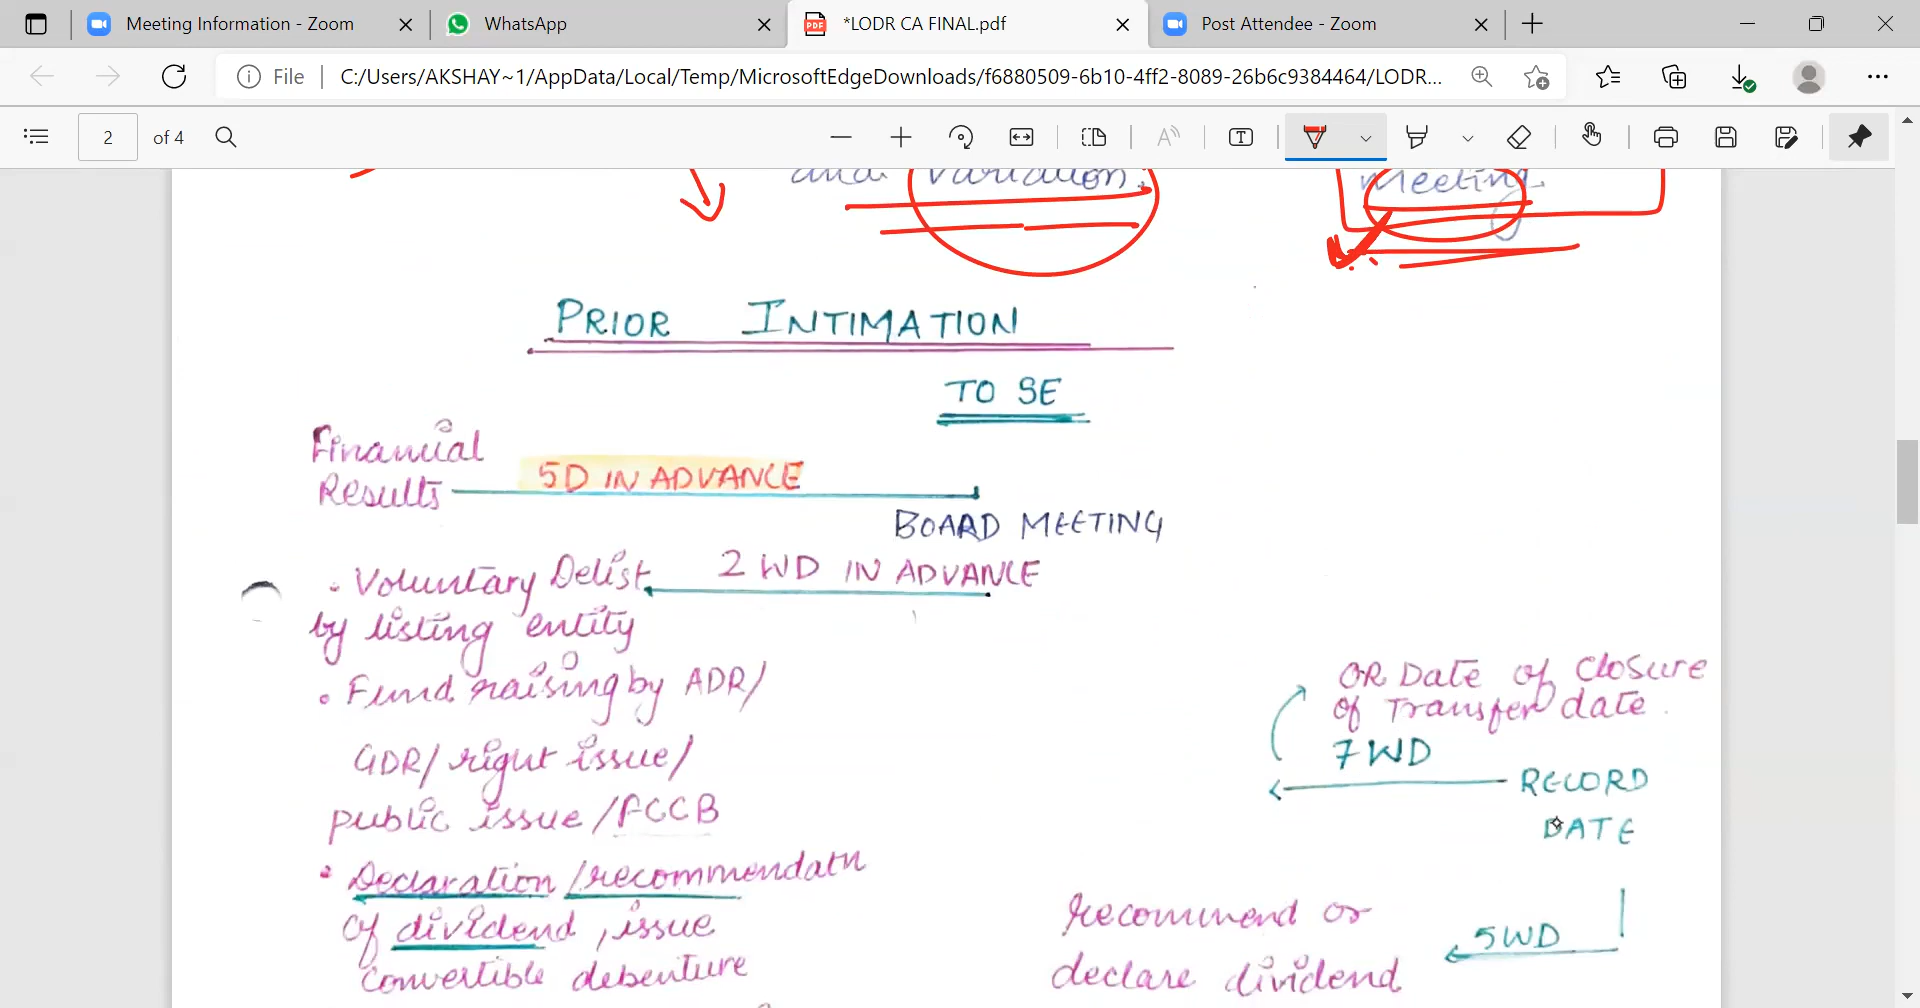 Meeting Information - Zoom
WhatsApp
*LODR CA FINAL.pdf
Post Attendee - Zoom
File
C:/Users/AKSHAY~1/AppData/Local/Temp/MicrosoftEdgeDownloads/f6880509-6b10-4ff2-8089-26b6c9384464/LODR...
2 of 4
and variation.
meeting.
PRIOR INTIMATION
TO SE
Financial
Results
5D IN ADVANCE
BOARD MEETING
. Voluntary Delist
2 WD IN ADVANCE
by listing entity
. Fund raising by ADR/
GDR/ right issue/
public issue / FCCB
OR Date of Closure
of Transfer date.
7WD
RECORD
DATE
. Declaration /recommendatn
of dividend, issue
convertible debenture
recommend or
declare dividend
5WD